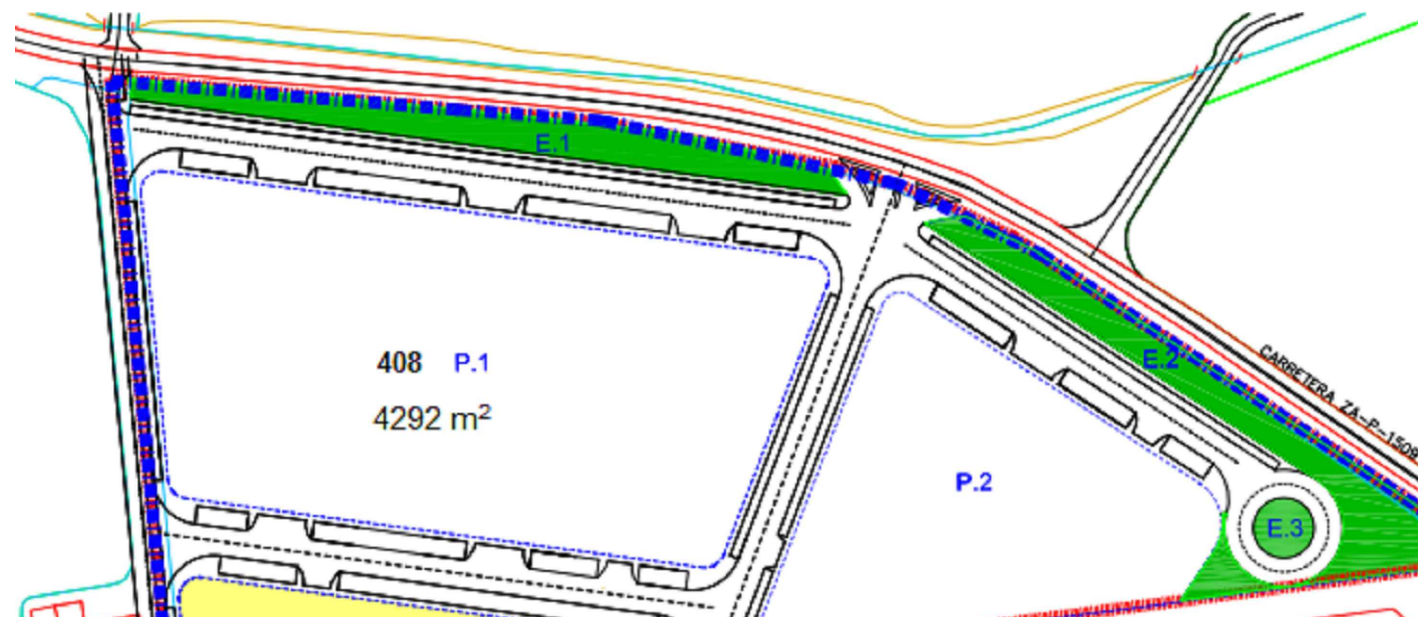 E.1
408 P.1
4292 m²
E.2
CARRETERA ZA-P-1509
P.2
E.3